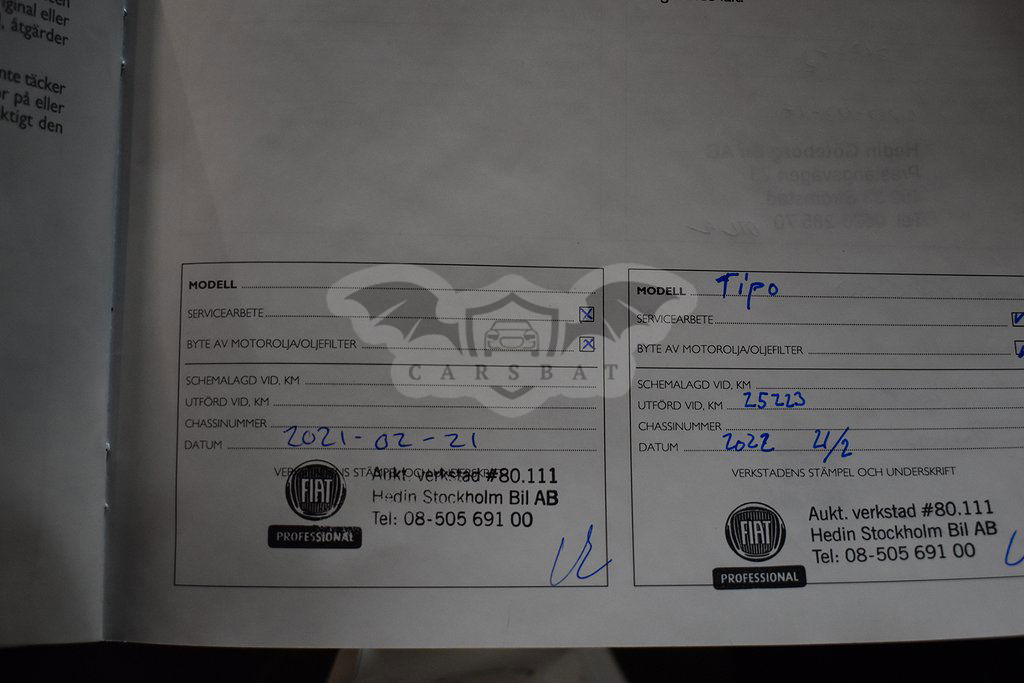 ginal eller
, åtgärder
nte täcker
r på eller
ktigt den
MODELL
SERVICEARBETE
BYTE AV MOTOROLJA/OLJEFILTER
SCHEMALAGD VID, KM
UTFÖRD VID, KM
CHASSINUMMER
DATUM 2021-02-21
Aukt. verkstad #80.111
Hedin Stockholm Bil AB
Tel: 08-505 691 00
FIAT
PROFESSIONAL
MODELL Tipo
SERVICEARBETE
BYTE AV MOTOROLJA/OLJEFILTER
SCHEMALAGD VID, KM
UTFÖRD VID, KM 25223
CHASSINUMMER
DATUM 2022 21/2
VERKSTADENS STÄMPEL OCH UNDERSKRIFT
Aukt. verkstad #80.111
Hedin Stockholm Bil AB
Tel: 08-505 691 00
FIAT
PROFESSIONAL
CARSBAT